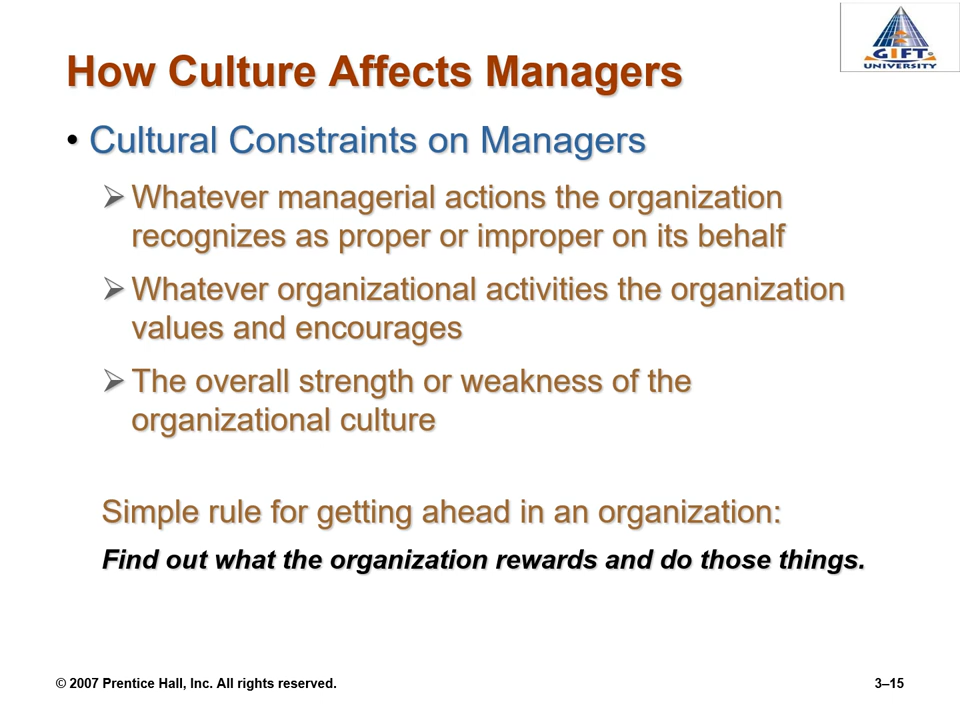 GIFT
UNIVERSITY
How Culture Affects Managers
• Cultural Constraints on Managers
➢ Whatever managerial actions the organization
recognizes as proper or improper on its behalf
➢ Whatever organizational activities the organization
values and encourages
➢ The overall strength or weakness of the
organizational culture
Simple rule for getting ahead in an organization:
Find out what the organization rewards and do those things.
© 2007 Prentice Hall, Inc. All rights reserved.
3–15